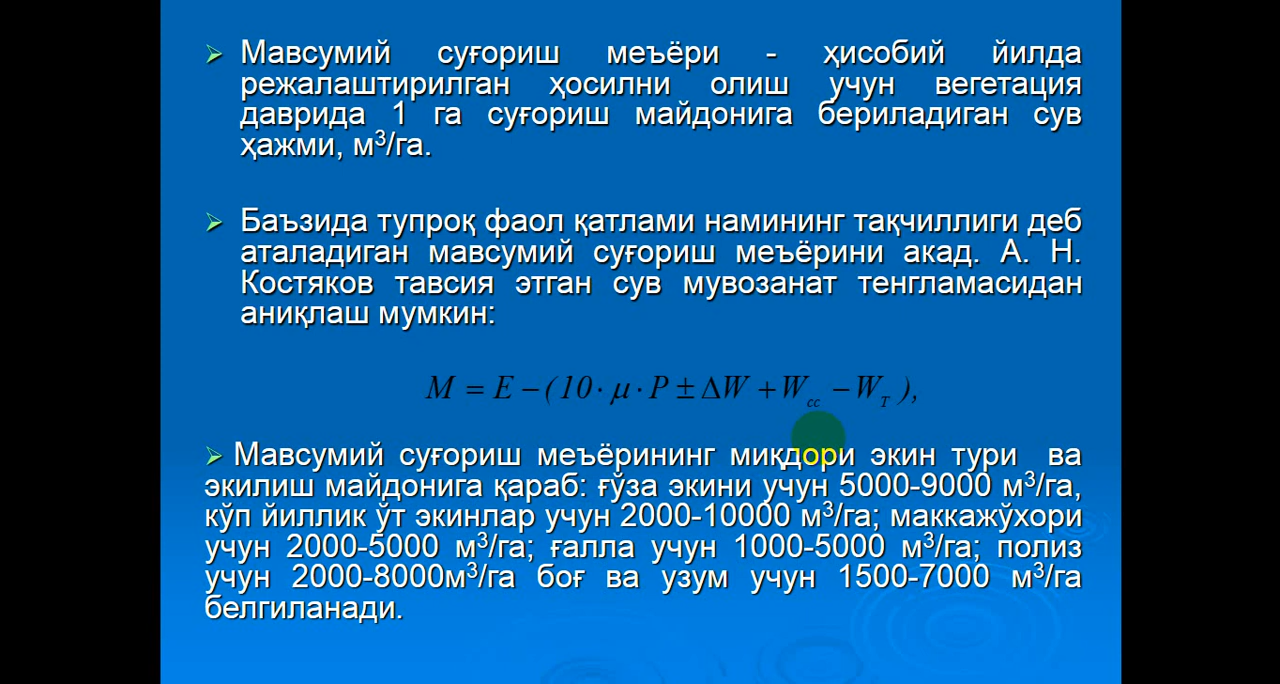 Мавсумий суғориш меъёри - ҳисобий йилда
режалаштирилган ҳосилни олиш учун вегетация
даврида 1 га суғориш майдонига бериладиган сув
ҳажми, м³/га.
Баъзида тупроқ фаол қатлами намининг тақчиллиги деб
аталадиган мавсумий суғориш меъёрини акад. А. Н.
Костяков тавсия этган сув мувозанат тенгламасидан
аниқлаш мумкин:
M = E − (10 · μ · P ± ΔW + W_cc − W_T ),
Мавсумий суғориш меъёрининг миқдори экин тури ва
экилиш майдонига қараб: ғўза экини учун 5000-9000 м³/га,
кўп йиллик ўт экинлар учун 2000-10000 м³/га; маккажўхори
учун 2000-5000 м³/га; ғалла учун 1000-5000 м³/га; полиз
учун 2000-8000м³/га боғ ва узум учун 1500-7000 м³/га
белгиланади.